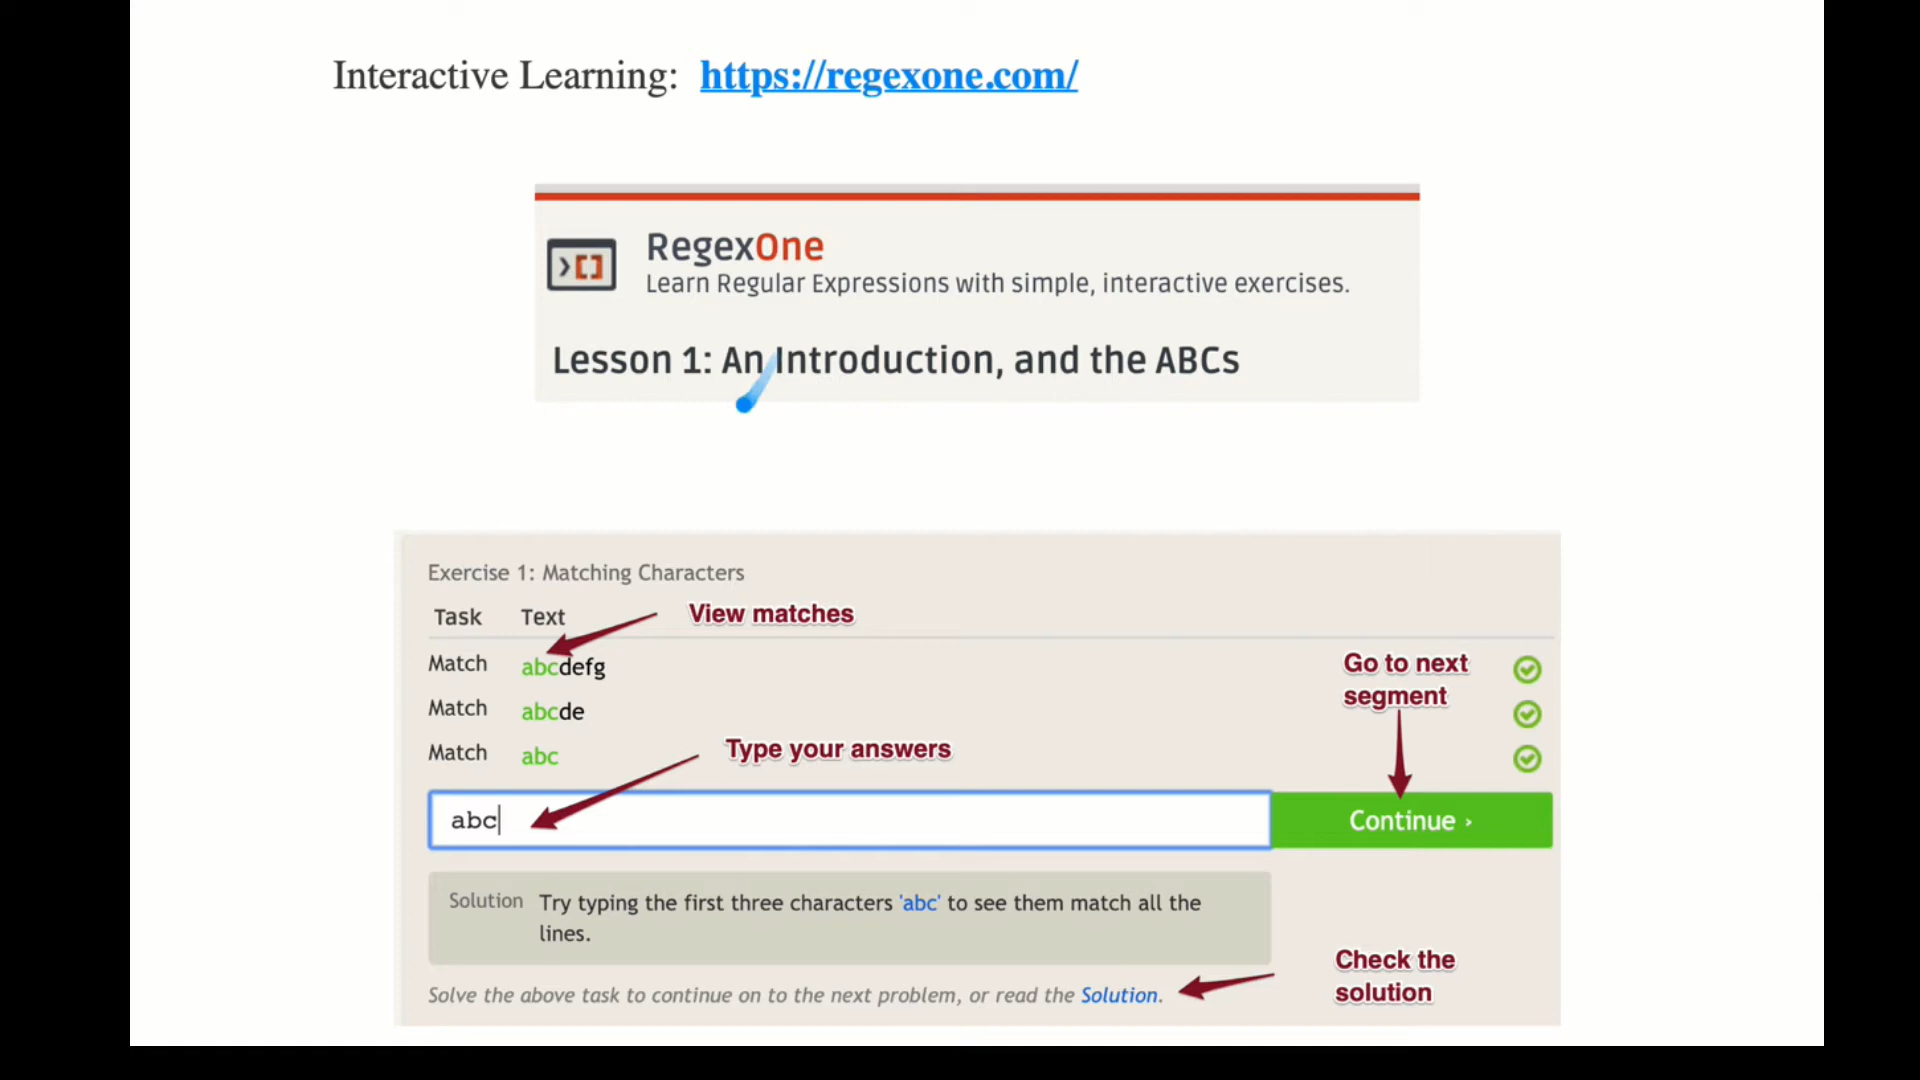 Interactive Learning: https://regexone.com/
RegexOne
Learn Regular Expressions with simple, interactive exercises.
Lesson 1: An Introduction, and the ABCs
Exercise 1: Matching Characters
Task Text
View matches
Match abcdefg
Match abcde
Match abc
Go to next
segment
Type your answers
abc
Continue ›
Solution Try typing the first three characters 'abc' to see them match all the
lines.
Solve the above task to continue on to the next problem, or read the Solution.
Check the
solution